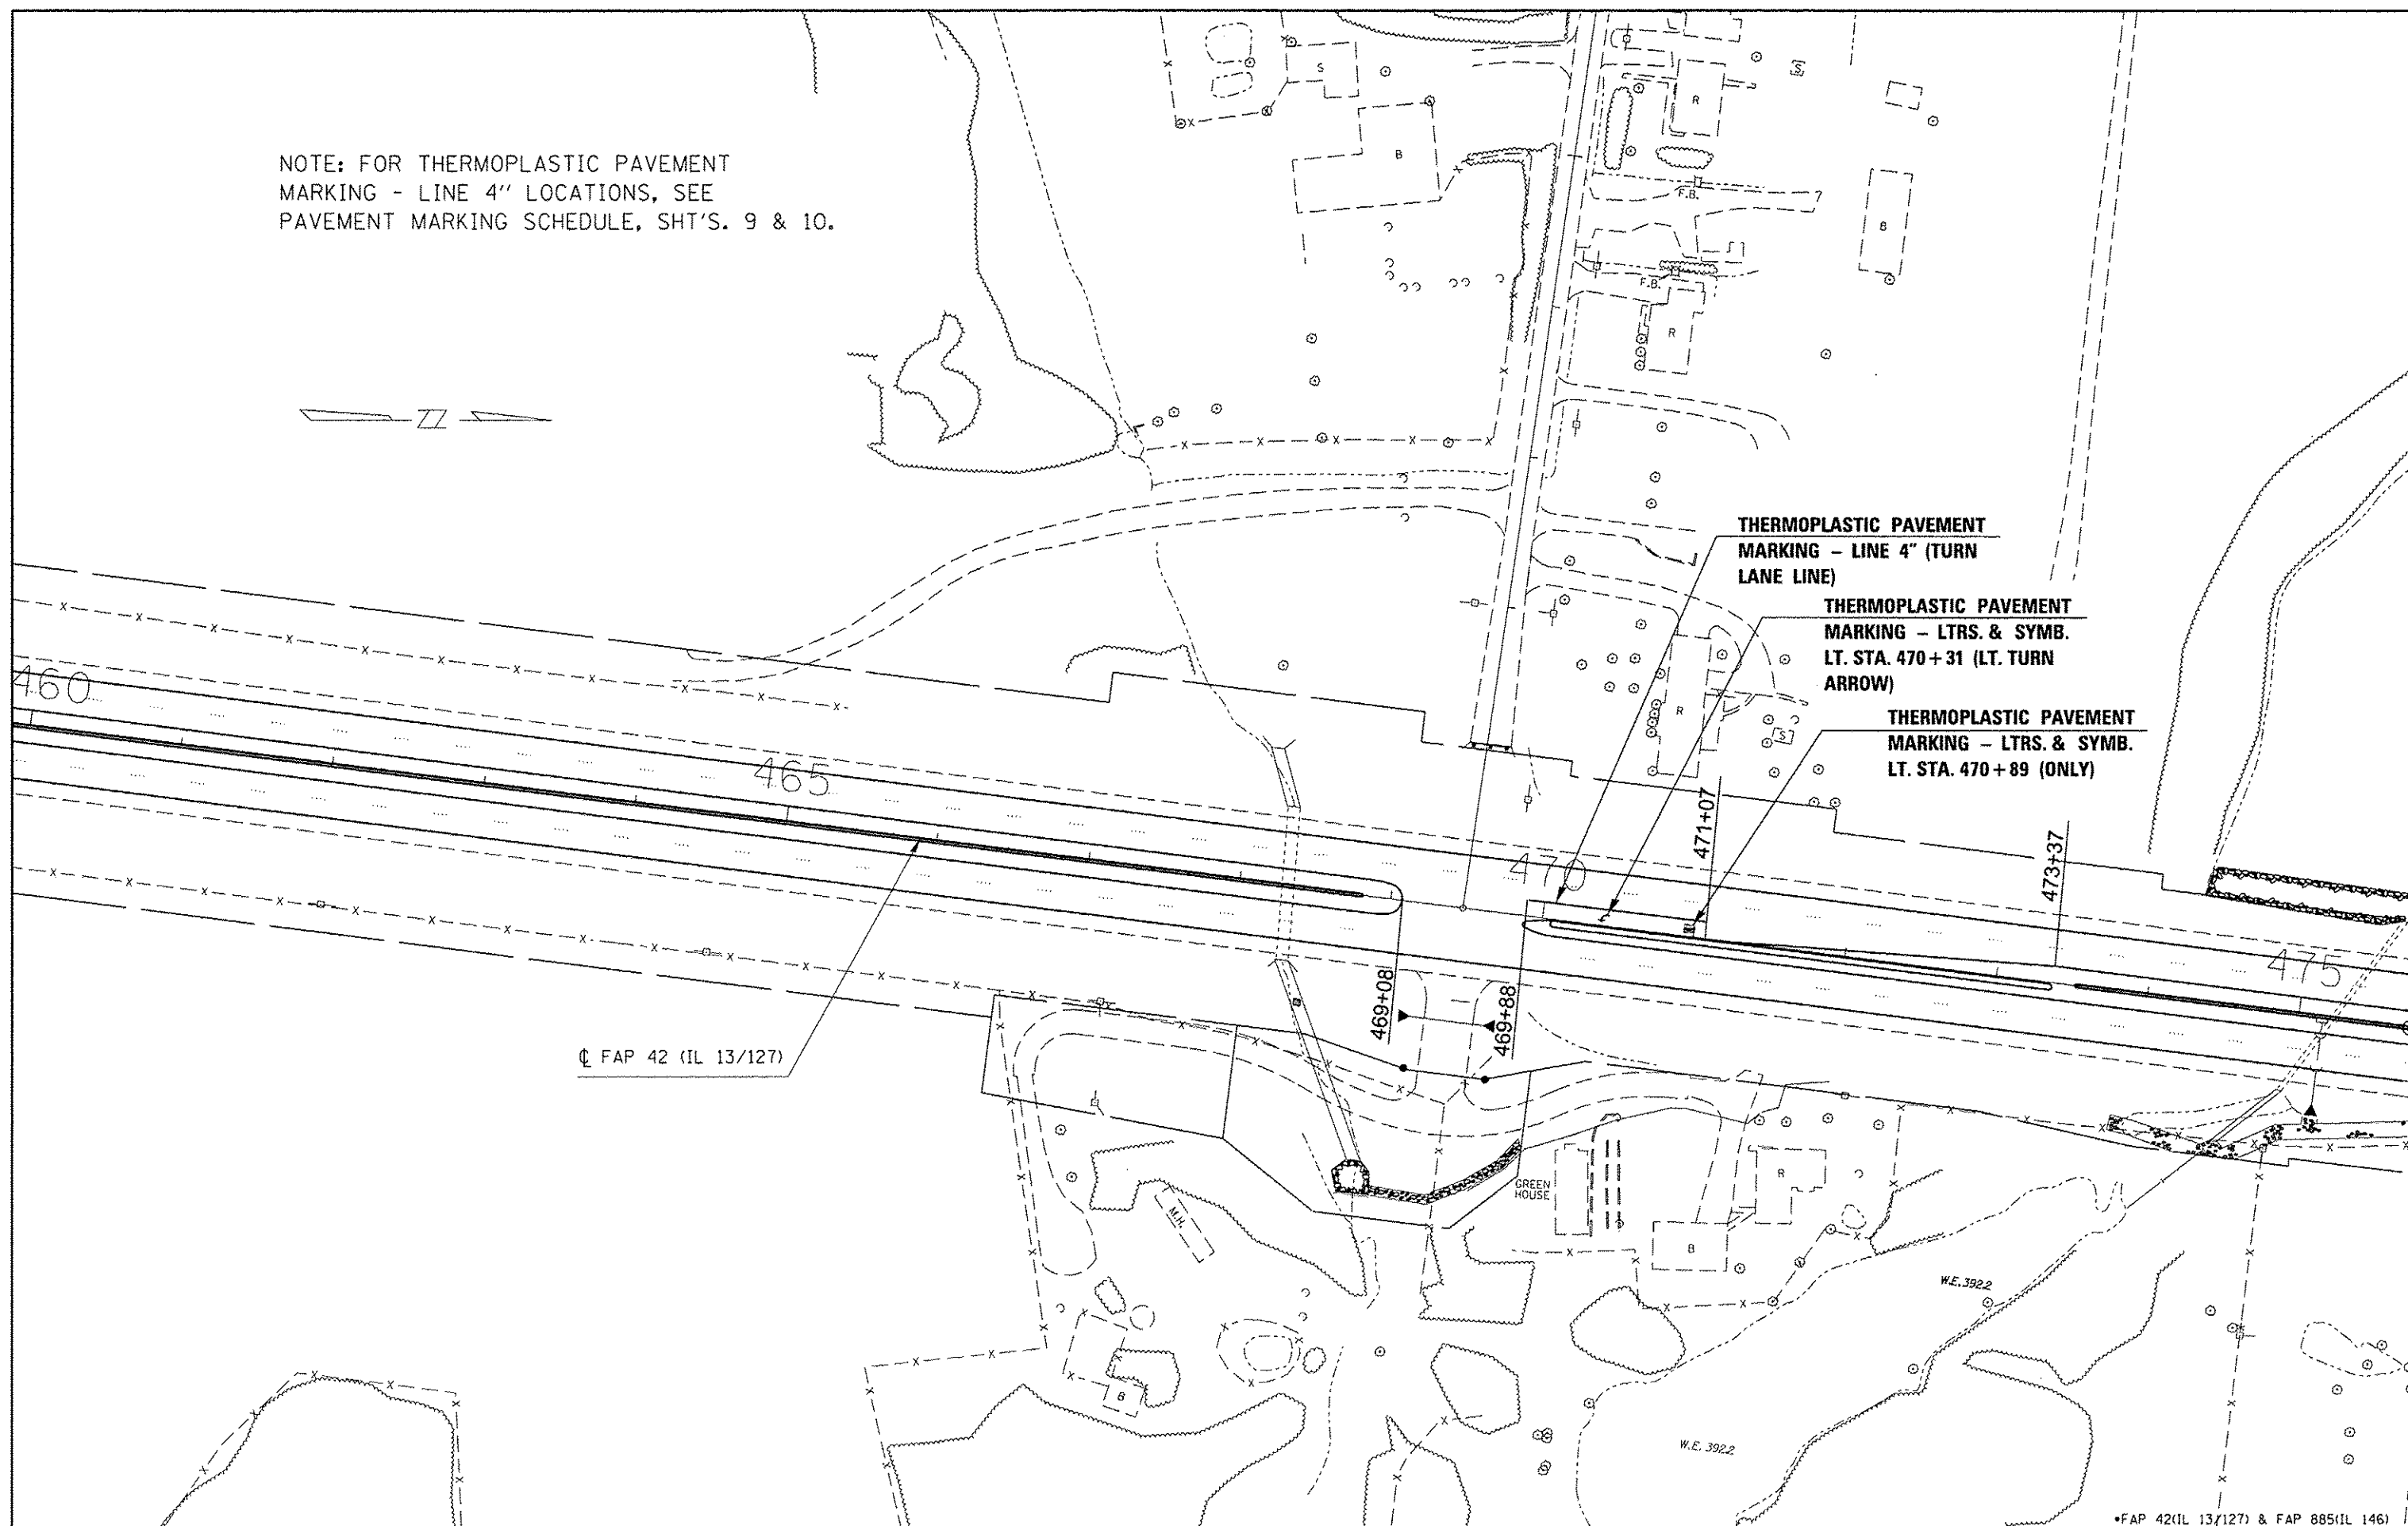 NOTE: FOR THERMOPLASTIC PAVEMENT
MARKING - LINE 4'' LOCATIONS, SEE
PAVEMENT MARKING SCHEDULE, SHT'S. 9 & 10.
S
B
R
S
F.B.
B
F.B.
R
THERMOPLASTIC PAVEMENT
MARKING – LINE 4" (TURN
LANE LINE)
THERMOPLASTIC PAVEMENT
MARKING – LTRS. & SYMB.
LT. STA. 470+31 (LT. TURN
ARROW)
THERMOPLASTIC PAVEMENT
MARKING – LTRS. & SYMB.
LT. STA. 470+89 (ONLY)
R
S
460
465
470
471+07
473+37
475
469+08
469+88
℄ FAP 42 (IL 13/127)
GREEN
HOUSE
R
B
M.H.
B
W.E. 392.2
W.E. 392.2
•FAP 42(IL 13/127) & FAP 885(IL 146)